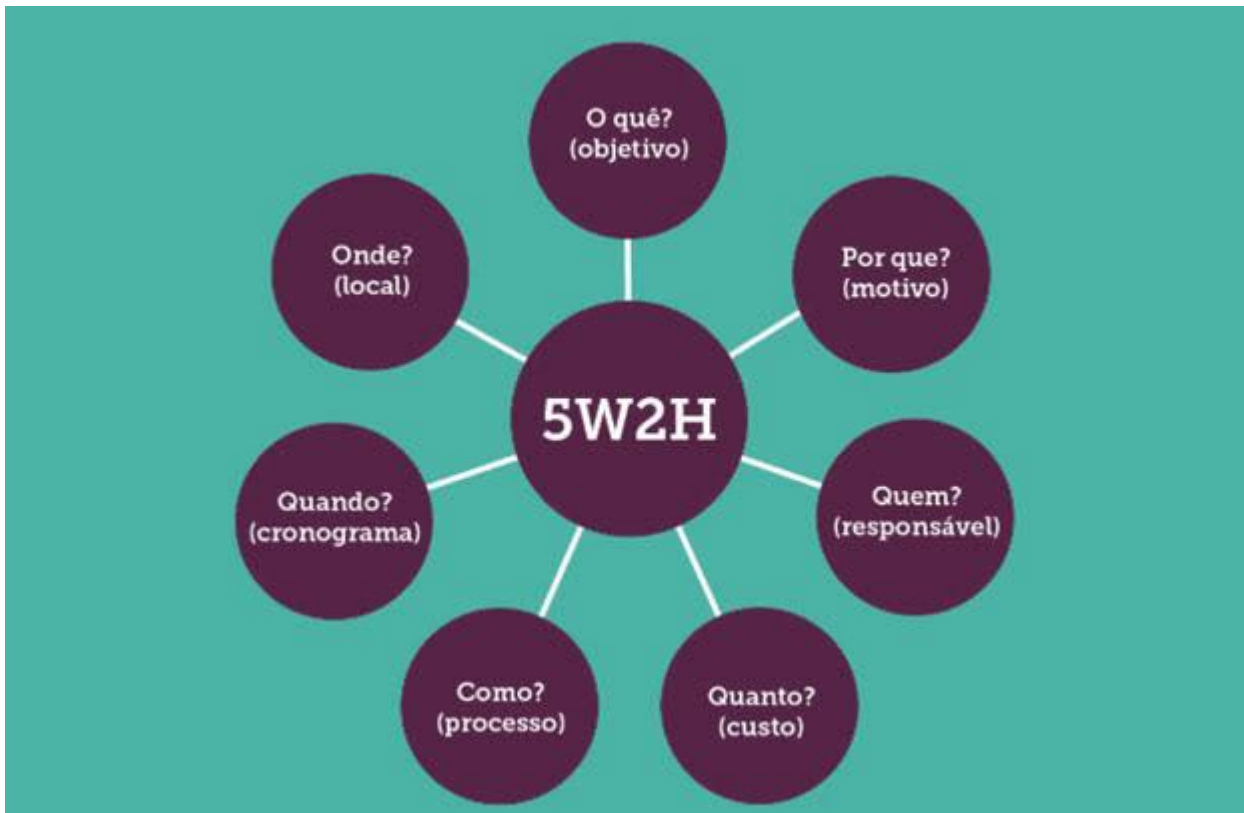 O quê?
(objetivo)
Onde?
(local)
Por que?
(motivo)
5W2H
Quando?
(cronograma)
Quem?
(responsável)
Como?
(processo)
Quanto?
(custo)